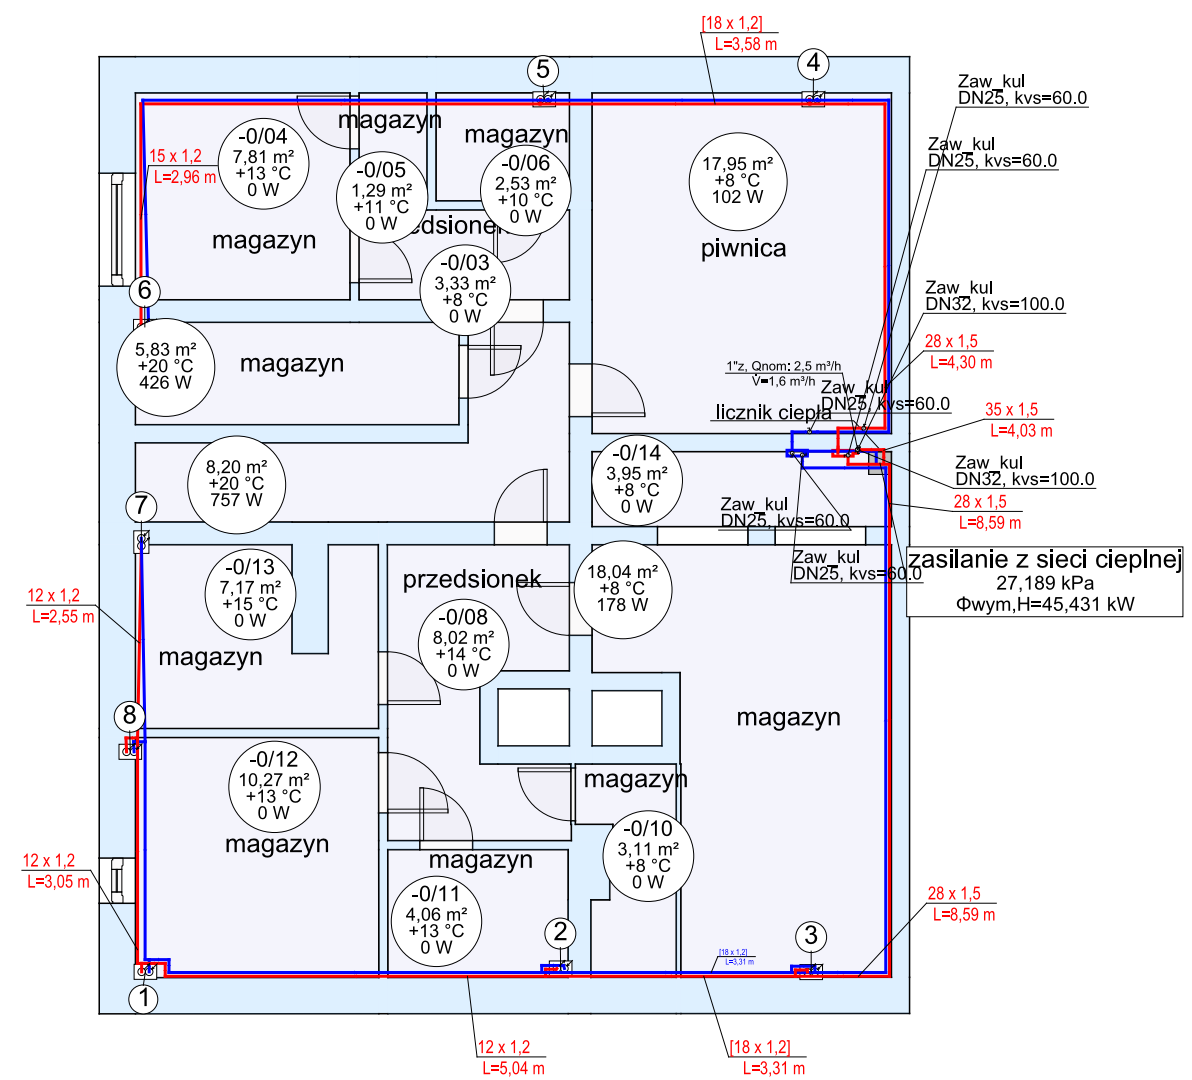 [18 x 1,2]
L=3,58 m
5
4
Zaw_kul
DN25, kvs=60.0
magazyn
magazyn
-0/04
7,81 m²
+13 °C
0 W
-0/05
1,29 m²
+11 °C
0 W
-0/06
2,53 m²
+10 °C
0 W
17,95 m²
+8 °C
102 W
Zaw_kul
DN25, kvs=60.0
15 x 1,2
L=2,96 m
magazyn
piwnica
-0/03
3,33 m²
+8 °C
0 W
6
Zaw_kul
DN32, kvs=100.0
5,83 m²
+20 °C
426 W
magazyn
28 x 1,5
L=4,30 m
1"z, Qnom: 2,5 m³/h
V̇=1,6 m³/h
Zaw_kul
DN25, kvs=60.0
licznik ciepła
35 x 1,5
L=4,03 m
8,20 m²
+20 °C
757 W
-0/14
3,95 m²
+8 °C
0 W
Zaw_kul
DN32, kvs=100.0
28 x 1,5
L=8,59 m
Zaw_kul
DN25, kvs=60.0
7
Zaw_kul
DN25, kvs=60.0
zasilanie z sieci cieplnej
27,189 kPa
Φwym,H=45,431 kW
-0/13
7,17 m²
+15 °C
0 W
przedsionek
18,04 m²
+8 °C
178 W
12 x 1,2
L=2,55 m
-0/08
8,02 m²
+14 °C
0 W
magazyn
8
magazyn
-0/12
10,27 m²
+13 °C
0 W
magazyn
magazyn
-0/10
3,11 m²
+8 °C
0 W
magazyn
12 x 1,2
L=3,05 m
-0/11
4,06 m²
+13 °C
0 W
28 x 1,5
L=8,59 m
2
3
[18 x 1,2]
L=3,31 m
1
12 x 1,2
L=5,04 m
[18 x 1,2]
L=3,31 m